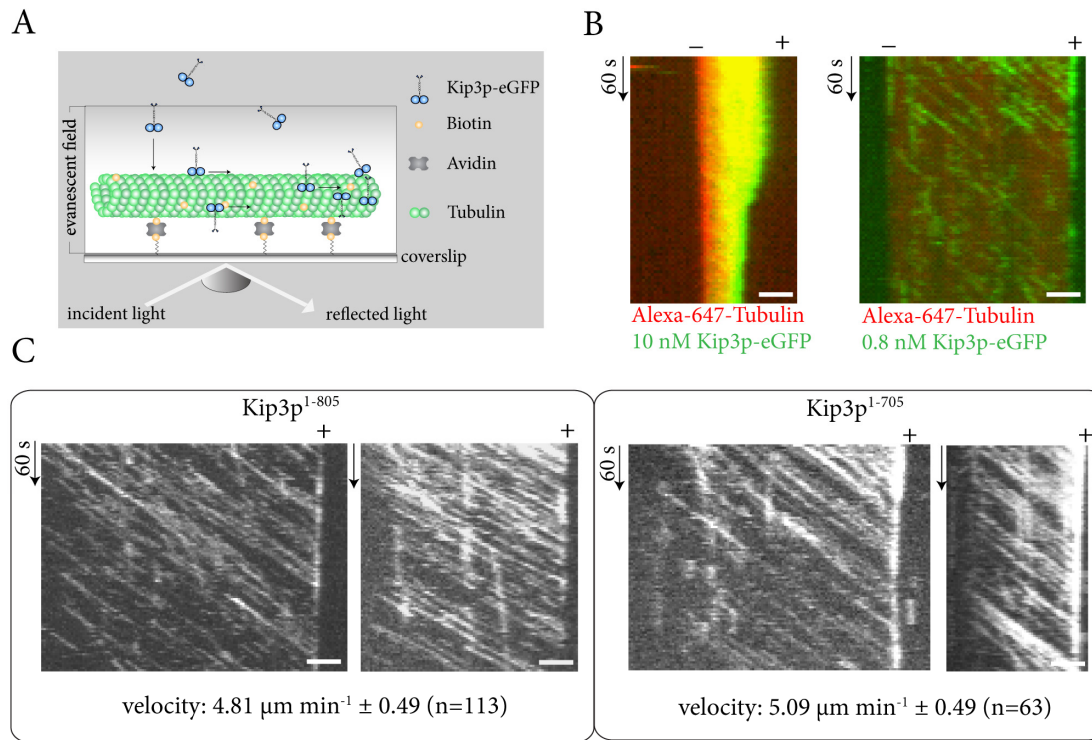 A
evanescent field
Kip3p-eGFP
Biotin
Avidin
Tubulin
coverslip
incident light
reflected light
B
– +
60 s
Alexa-647-Tubulin
10 nM Kip3p-eGFP
– +
60 s
Alexa-647-Tubulin
0.8 nM Kip3p-eGFP
C
Kip3p¹⁻⁸⁰⁵
+ +
60 s
velocity: 4.81 µm min⁻¹ ± 0.49 (n=113)
Kip3p¹⁻⁷⁰⁵
+ +
60 s
velocity: 5.09 µm min⁻¹ ± 0.49 (n=63)